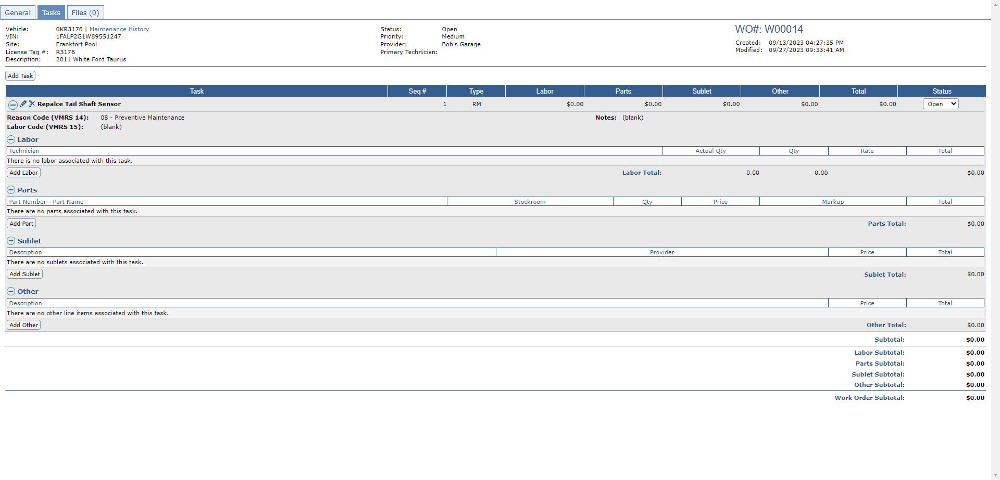 General Tasks Files (0)
Vehicle: 0KR3176 | Maintenance History Status: Open WO#: W00014
VIN: 1FALP2G1W895S1247 Priority: Medium Created: 09/13/2023 04:27:35 PM
Site: Frankfort Pool Provider: Bob's Garage Modified: 09/27/2023 09:33:41 AM
License Tag #: R3176 Primary Technician:
Description: 2011 White Ford Taurus
Add Task
Task Seq # Type Labor Parts Sublet Other Total Status
Repalce Tail Shaft Sensor 1 RM $0.00 $0.00 $0.00 $0.00 $0.00 Open
Reason Code (VMRS 14): 08 - Preventive Maintenance Notes: (blank)
Labor Code (VMRS 15): (blank)
Labor
Technician Actual Qty Qty Rate Total
There is no labor associated with this task.
Add Labor Labor Total: 0.00 0.00 $0.00
Parts
Part Number - Part Name Stockroom Qty Price Markup Total
There are no parts associated with this task.
Add Part Parts Total: $0.00
Sublet
Description Provider Price Total
There are no sublets associated with this task.
Add Sublet Sublet Total: $0.00
Other
Description Price Total
There are no other line items associated with this task.
Add Other Other Total: $0.00
Subtotal: $0.00
Labor Subtotal: $0.00
Parts Subtotal: $0.00
Sublet Subtotal: $0.00
Other Subtotal: $0.00
Work Order Subtotal: $0.00